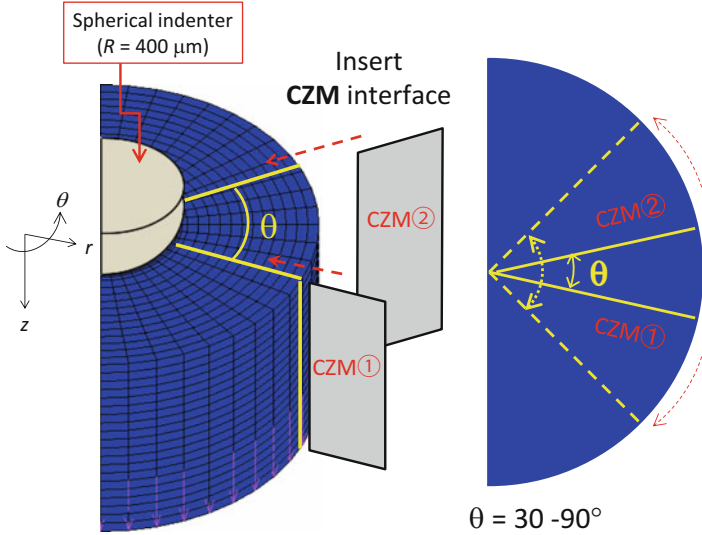 Spherical indenter
(R = 400 μm)
Insert
CZM interface
θ
r
z
θ
CZM②
CZM①
CZM②
θ
CZM①
θ = 30 -90°